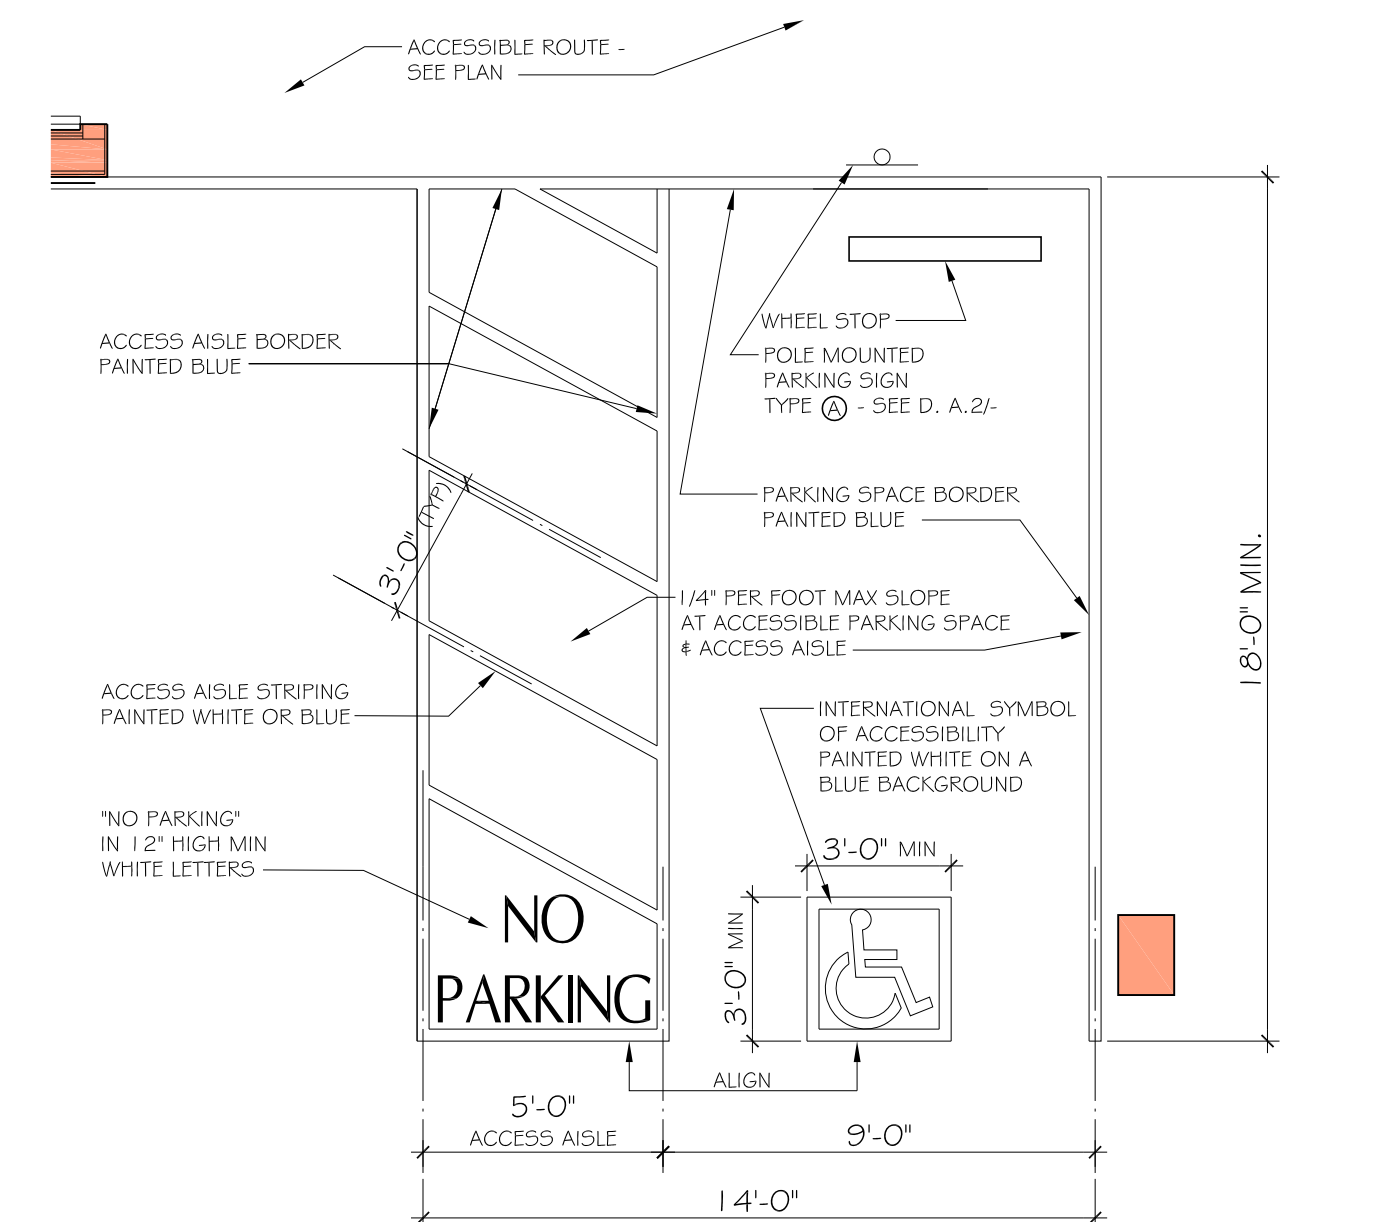 ACCESSIBLE ROUTE -
SEE PLAN
ACCESS AISLE BORDER
PAINTED BLUE
WHEEL STOP
POLE MOUNTED
PARKING SIGN
TYPE A - SEE D. A.2/-
3'-0" (TYP)
PARKING SPACE BORDER
PAINTED BLUE
18'-0" MIN.
1/4" PER FOOT MAX SLOPE
AT ACCESSIBLE PARKING SPACE
& ACCESS AISLE
ACCESS AISLE STRIPING
PAINTED WHITE OR BLUE
INTERNATIONAL SYMBOL
OF ACCESSIBILITY
PAINTED WHITE ON A
BLUE BACKGROUND
"NO PARKING"
IN 12" HIGH MIN
WHITE LETTERS
3'-0" MIN
3'-0" MIN
NO
PARKING
ALIGN
5'-0"
ACCESS AISLE
9'-0"
14'-0"